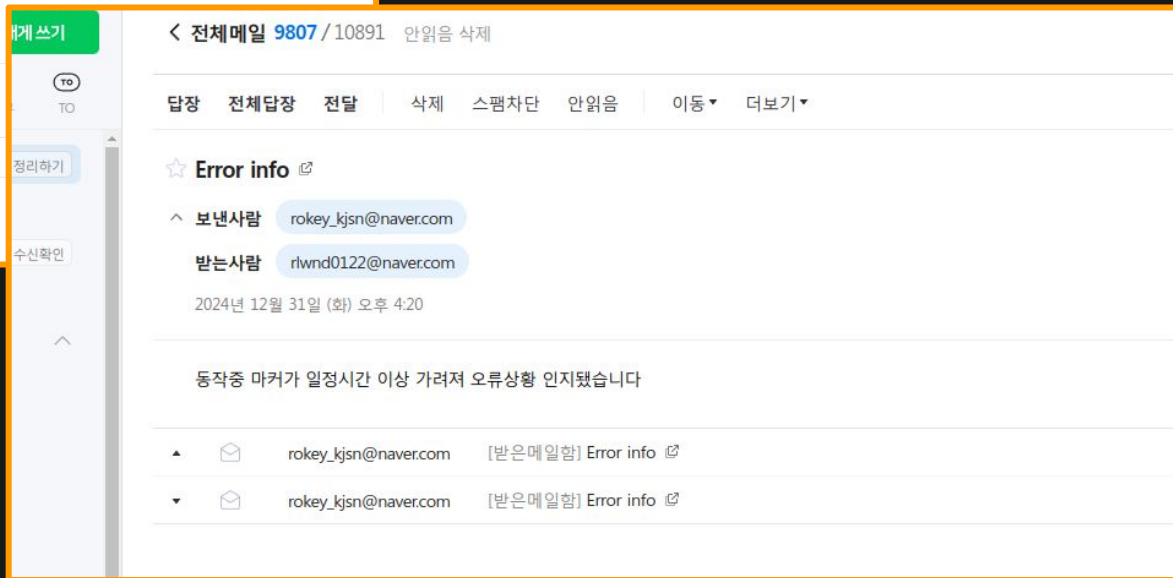 게 쓰기
전체메일 9807 / 10891 안읽음 삭제
TO
TO
답장 전체답장 전달 삭제 스팸차단 안읽음 이동 더보기
정리하기
Error info
보낸사람 rokey_kjsn@naver.com
수신확인
받는사람 rlwnd0122@naver.com
2024년 12월 31일 (화) 오후 4:20
동작중 마커가 일정시간 이상 가려져 오류상황 인지됐습니다
rokey_kjsn@naver.com [받은메일함] Error info
rokey_kjsn@naver.com [받은메일함] Error info